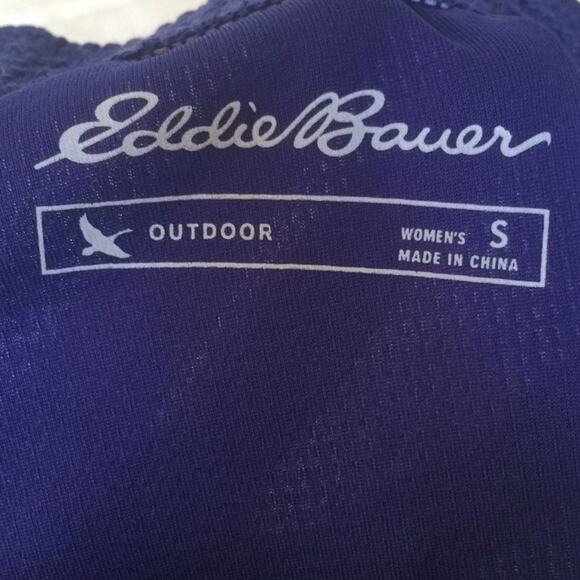 Eddie Bauer
OUTDOOR
WOMEN'S S
MADE IN CHINA